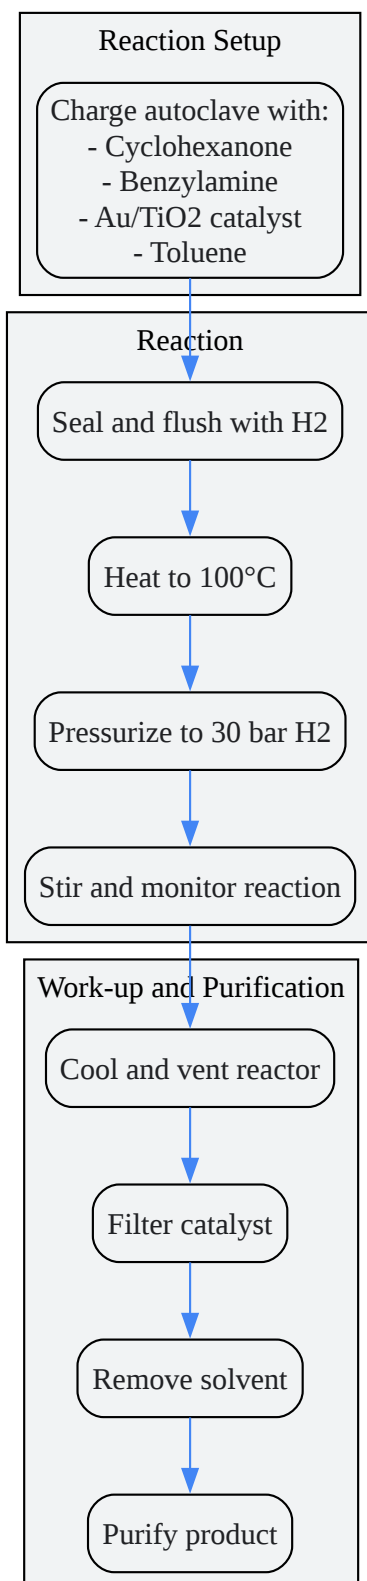 Reaction Setup
Charge autoclave with:
- Cyclohexanone
- Benzylamine
- Au/TiO2 catalyst
- Toluene
Reaction
Seal and flush with H2
Heat to 100°C
Pressurize to 30 bar H2
Stir and monitor reaction
Work-up and Purification
Cool and vent reactor
Filter catalyst
Remove solvent
Purify product